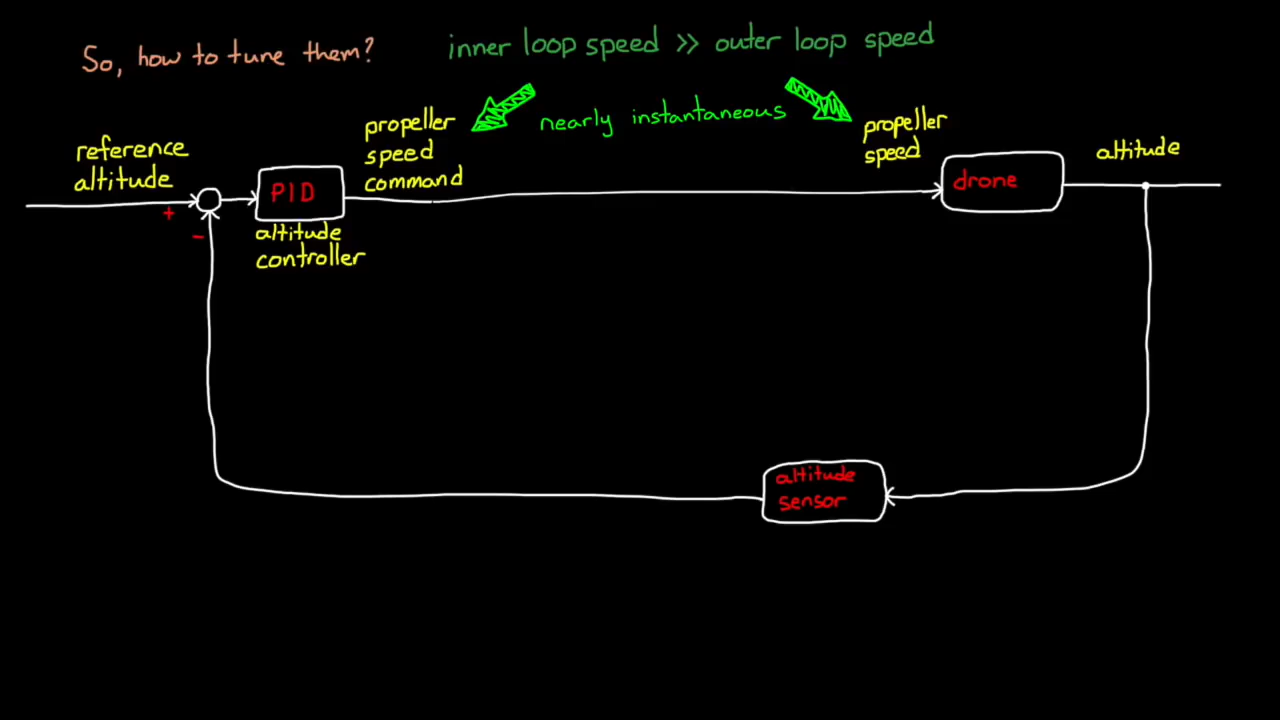 So, how to tune them?
inner loop speed >> outer loop speed
nearly instantaneous
reference
altitude
+
-
PID
altitude
controller
propeller
speed
command
propeller
speed
drone
altitude
altitude
sensor